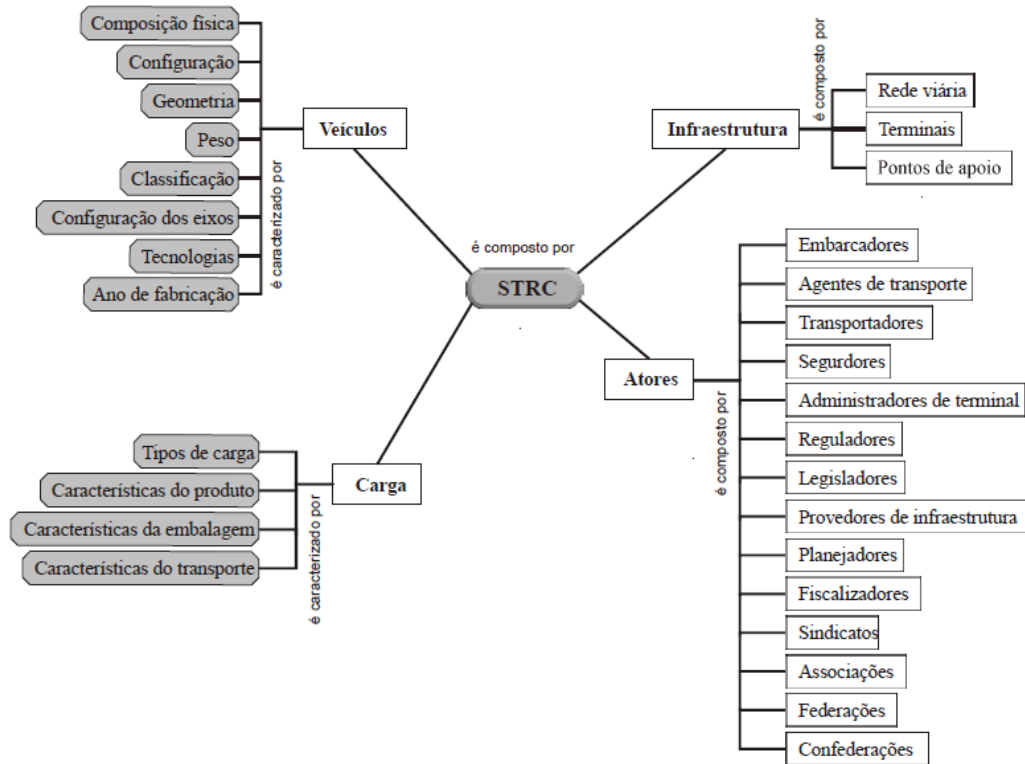 Composição física
Configuração
Geometria
Peso
Classificação
Configuração dos eixos
Tecnologias
Ano de fabricação
é caracterizado por
Veículos
Infraestrutura
é composto por
Rede viária
Terminais
Pontos de apoio
é composto por
STRC
Atores
é composto por
Embarcadores
Agentes de transporte
Transportadores
Segurdores
Administradores de terminal
Reguladores
Legisladores
Provedores de infraestrutura
Planejadores
Fiscalizadores
Sindicatos
Associações
Federações
Confederações
Tipos de carga
Características do produto
Características da embalagem
Características do transporte
é caracterizado por
Carga